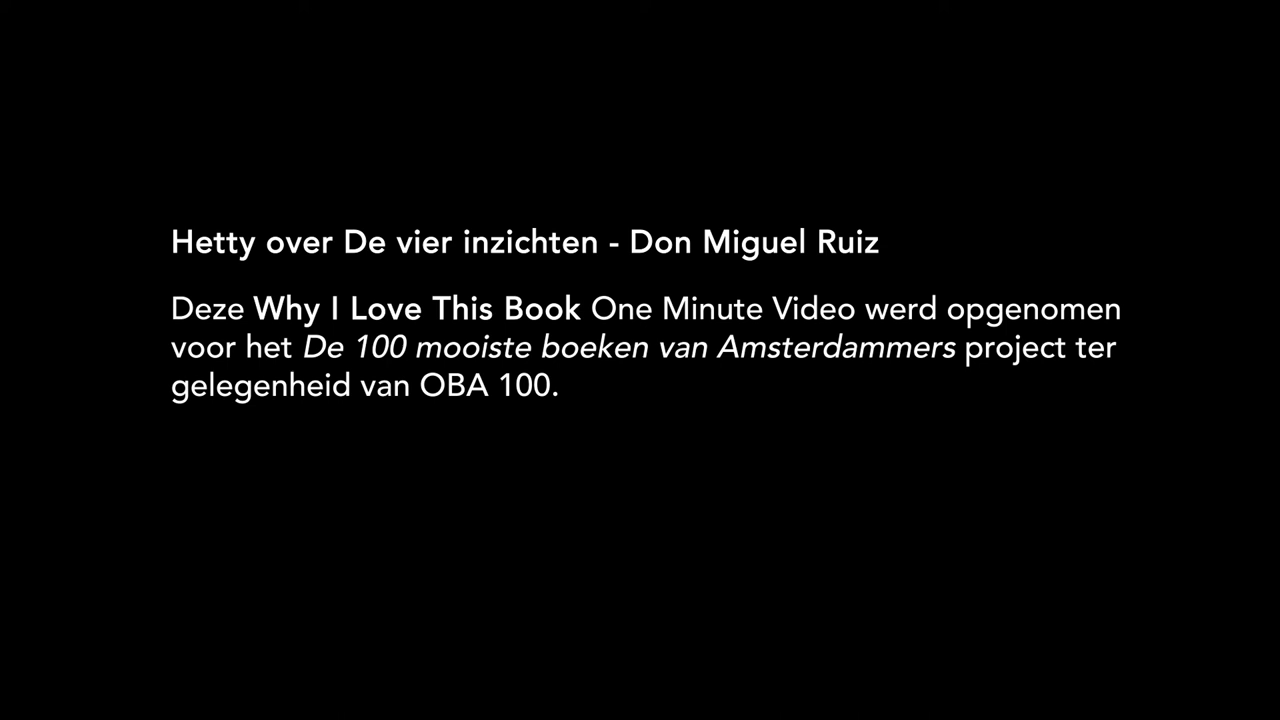 Hetty over De vier inzichten - Don Miguel Ruiz
Deze Why I Love This Book One Minute Video werd opgenomen
voor het De 100 mooiste boeken van Amsterdammers project ter
gelegenheid van OBA 100.